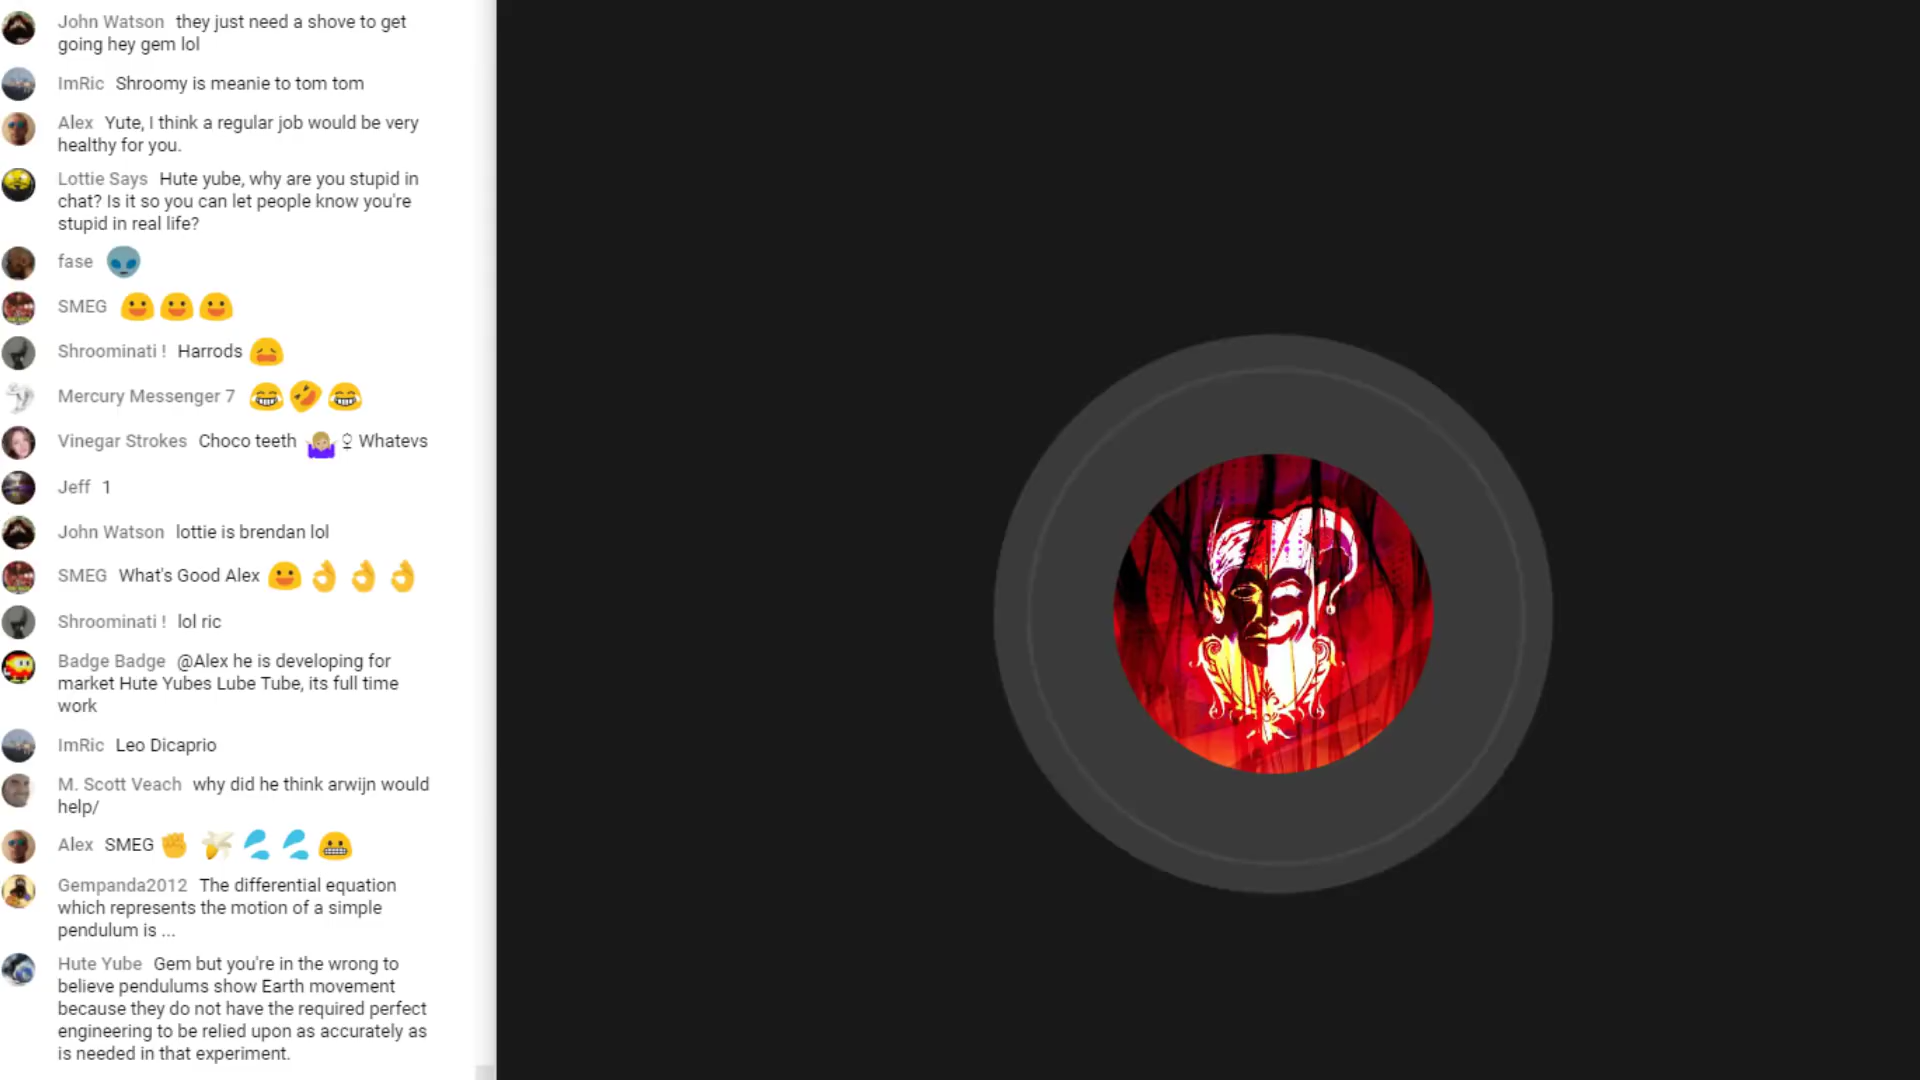 John Watson they just need a shove to get
going hey gem lol
ImRic Shroomy is meanie to tom tom
Alex Yute, I think a regular job would be very
healthy for you.
Lottie Says Hute yube, why are you stupid in
chat? Is it so you can let people know you're
stupid in real life?
fase 👽
SMEG 😀😀😀
Shroominati ! Harrods 😩
Mercury Messenger 7 😂🤣😂
Vinegar Strokes Choco teeth 🤷🏼♀ Whatevs
Jeff 1
John Watson lottie is brendan lol
SMEG What's Good Alex 😀👌👌👌
Shroominati ! lol ric
Badge Badge @Alex he is developing for
market Hute Yubes Lube Tube, its full time
work
ImRic Leo Dicaprio
M. Scott Veach why did he think arwijn would
help/
Alex SMEG ✊🍌💦💦😬
Gempanda2012 The differential equation
which represents the motion of a simple
pendulum is ...
Hute Yube Gem but you're in the wrong to
believe pendulums show Earth movement
because they do not have the required perfect
engineering to be relied upon as accurately as
is needed in that experiment.